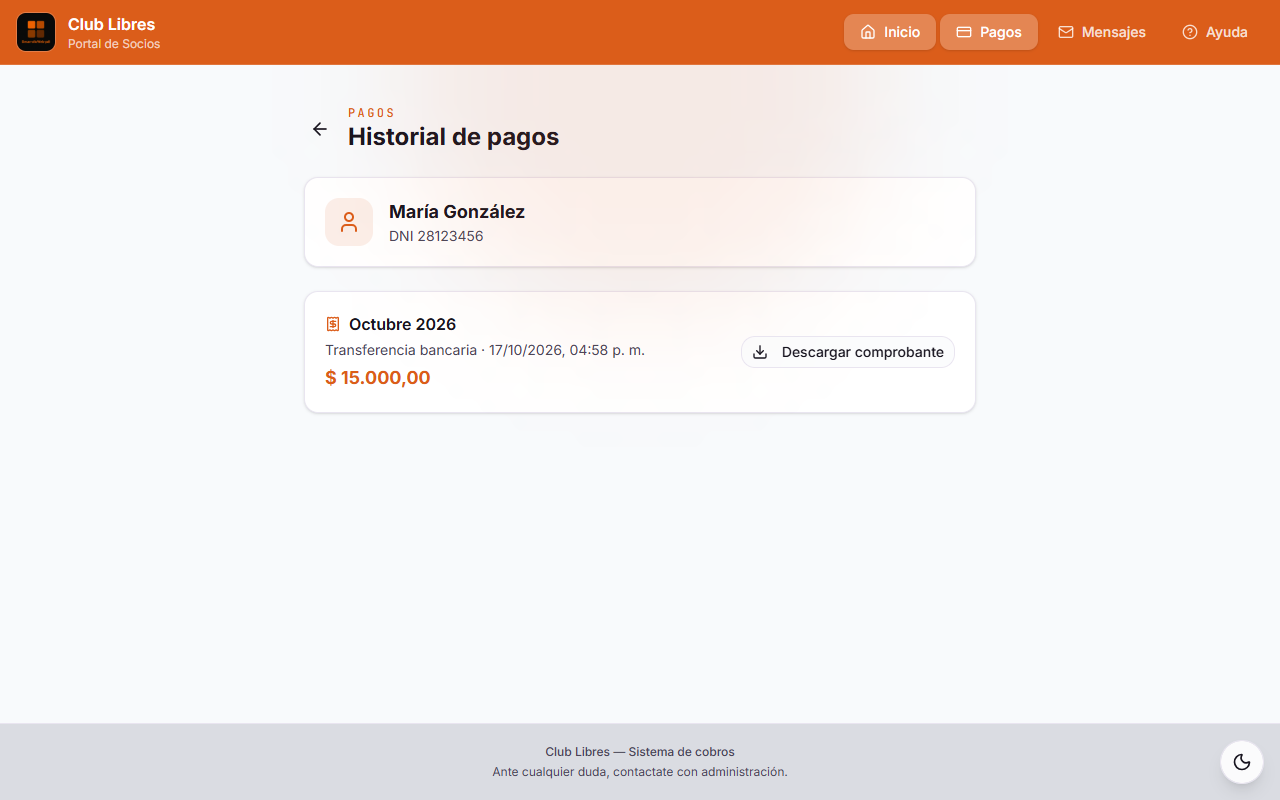 Club Libres
Portal de Socios
Inicio
Pagos
Mensajes
Ayuda
PAGOS
Historial de pagos
María González
DNI 28123456
Octubre 2026
Transferencia bancaria · 17/10/2026, 04:58 p. m.
$ 15.000,00
Descargar comprobante
Club Libres — Sistema de cobros
Ante cualquier duda, contactate con administración.